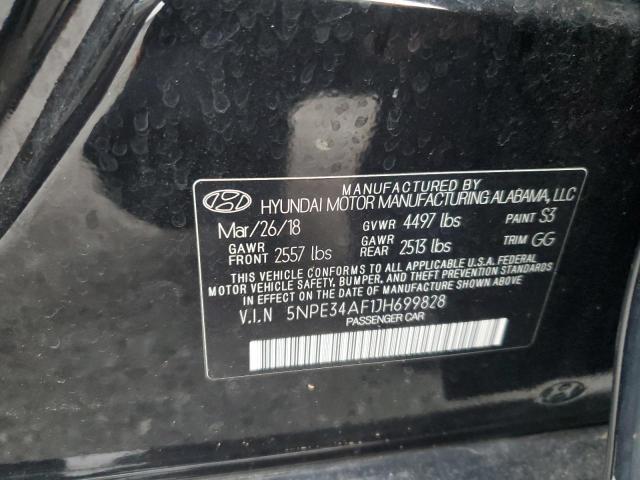 MANUFACTURED BY
HYUNDAI MOTOR MANUFACTURING ALABAMA, LLC
Mar/26/18 GVWR 4497 lbs PAINT S3
GAWR FRONT 2557 lbs GAWR REAR 2513 lbs TRIM GG
THIS VEHICLE CONFORMS TO ALL APPLICABLE U.S.A. FEDERAL
MOTOR VEHICLE SAFETY, BUMPER, AND THEFT PREVENTION STANDARDS
IN EFFECT ON THE DATE OF MANUFACTURE SHOWN ABOVE.
V.I.N 5NPE34AF1JH699828
PASSENGER CAR